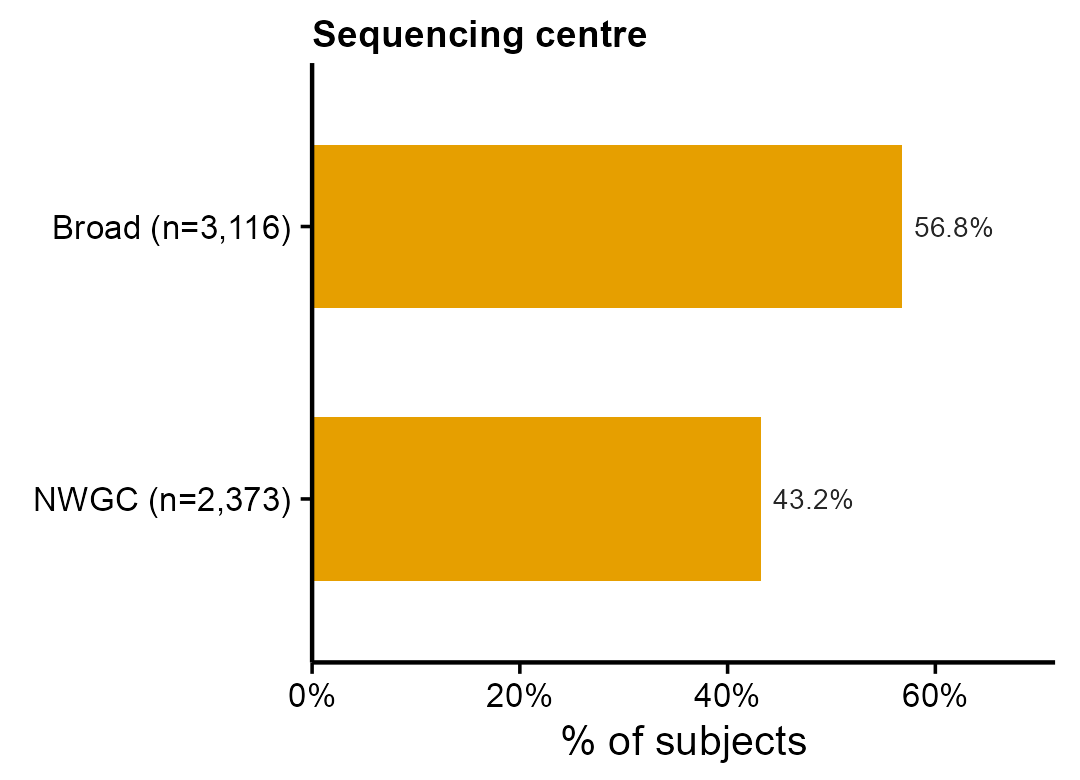 Sequencing centre
Broad (n=3,116)
56.8%
NWGC (n=2,373)
43.2%
0% 20% 40% 60%
% of subjects